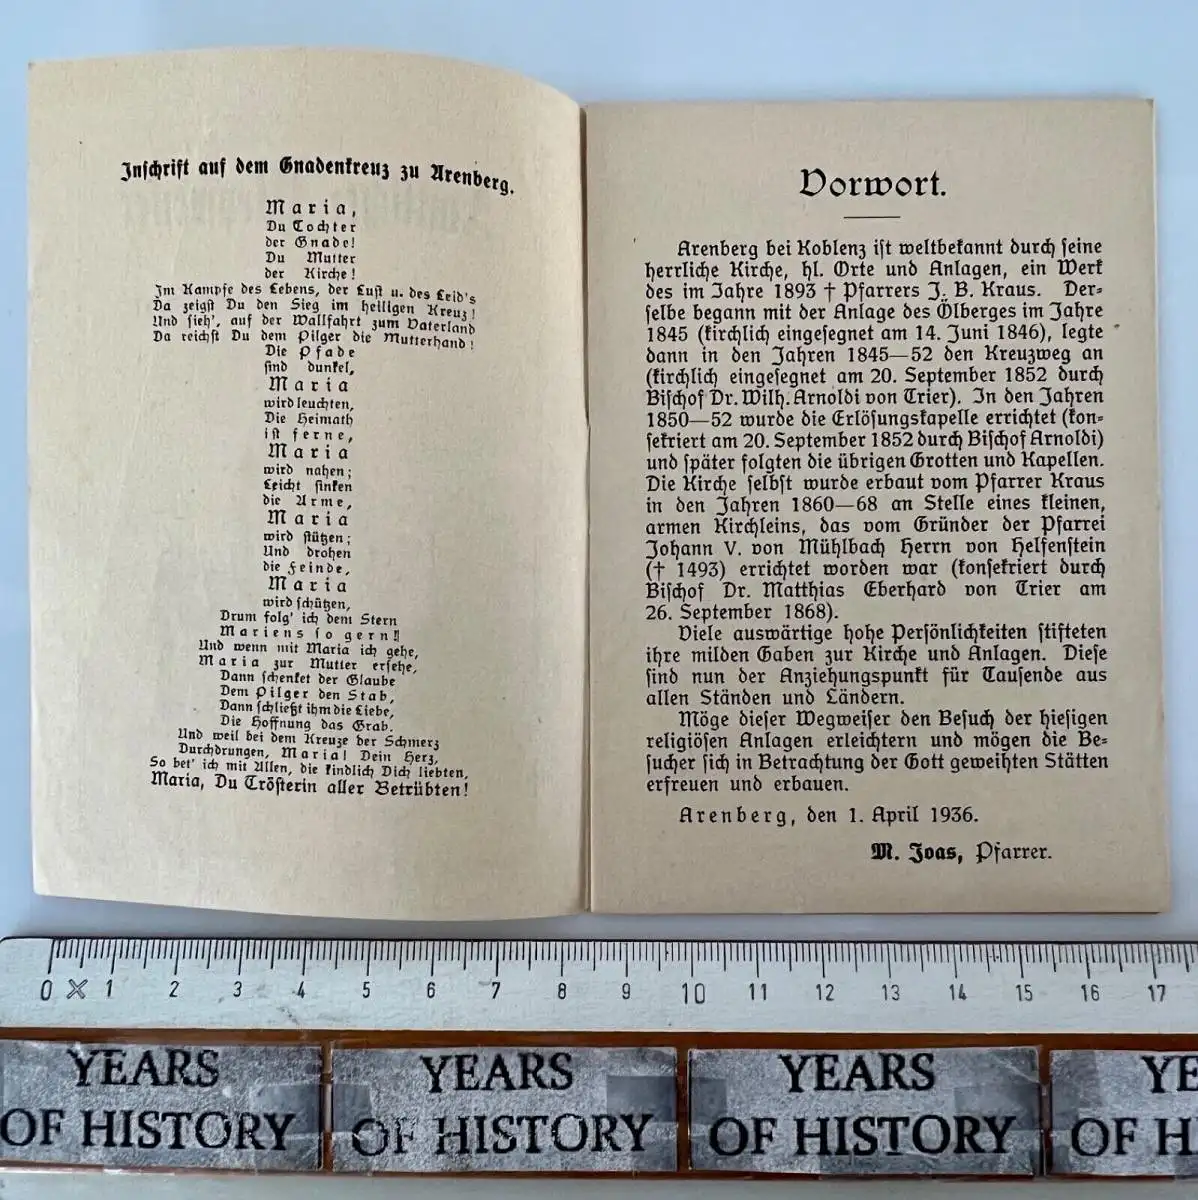 Inschrift auf dem Gnadenkreuz zu Arenberg.
Maria,
Du Tochter
der Gnade!
Du Mutter
der Kirche!
Im Kampfe des Lebens, der Lust u. des Leid's
Da zeigst Du den Sieg im heiligen Kreuz!
Und sieh', auf der Wallfahrt zum Vaterland
Da reichst Du dem Pilger die Mutterhand!
Die Pfade
sind dunkel,
Maria
wird leuchten,
Die Heimath
ist ferne,
Maria
wird nahen;
Leicht sinken
die Arme,
Maria
wird stützen;
Und drohen
die Feinde,
Maria
wird schützen,
Drum folg' ich dem Stern
Mariens so gern!
Und wenn mit Maria ich gehe,
Maria zur Mutter ersehe,
Dann schenket der Glaube
Dem Pilger den Stab,
Dann schließt ihm die Liebe,
Die Hoffnung das Grab.
Und weil bei dem Kreuze der Schmerz
Durchdrungen, Maria! Dein Herz,
So bet' ich mit Allen, die kindlich Dich liebten,
Maria, Du Trösterin aller Betrübten!
Vorwort.
Arenberg bei Koblenz ist weltbekannt durch seine
herrliche Kirche, hl. Orte und Anlagen, ein Werk
des im Jahre 1893 † Pfarrers J. B. Kraus. Der-
selbe begann mit der Anlage des Ölberges im Jahre
1845 (kirchlich eingesegnet am 14. Juni 1846), legte
dann in den Jahren 1845—52 den Kreuzweg an
(kirchlich eingesegnet am 20. September 1852 durch
Bischof Dr. Wilh. Arnoldi von Trier). In den Jahren
1850—52 wurde die Erlösungskapelle errichtet (kon-
sekriert am 20. September 1852 durch Bischof Arnoldi)
und später folgten die übrigen Grotten und Kapellen.
Die Kirche selbst wurde erbaut vom Pfarrer Kraus
in den Jahren 1860—68 an Stelle eines kleinen,
armen Kirchleins, das vom Gründer der Pfarrei
Johann V. von Mühlbach Herrn von Helfenstein
(† 1493) errichtet worden war (konsekriert durch
Bischof Dr. Matthias Eberhard von Trier am
26. September 1868).
Viele auswärtige hohe Persönlichkeiten stifteten
ihre milden Gaben zur Kirche und Anlagen. Diese
sind nun der Anziehungspunkt für Tausende aus
allen Ständen und Ländern.
Möge dieser Wegweiser den Besuch der hiesigen
religiösen Anlagen erleichtern und mögen die Be-
sucher sich in Betrachtung der Gott geweihten Stätten
erfreuen und erbauen.
Arenberg, den 1. April 1936.
M. Joas, Pfarrer.
0 1 2 3 4 5 6 7 8 9 10 11 12 13 14 15 16 17
YEARS YEARS YEARS YE
OF HISTORY OF HISTORY OF HISTORY OF H